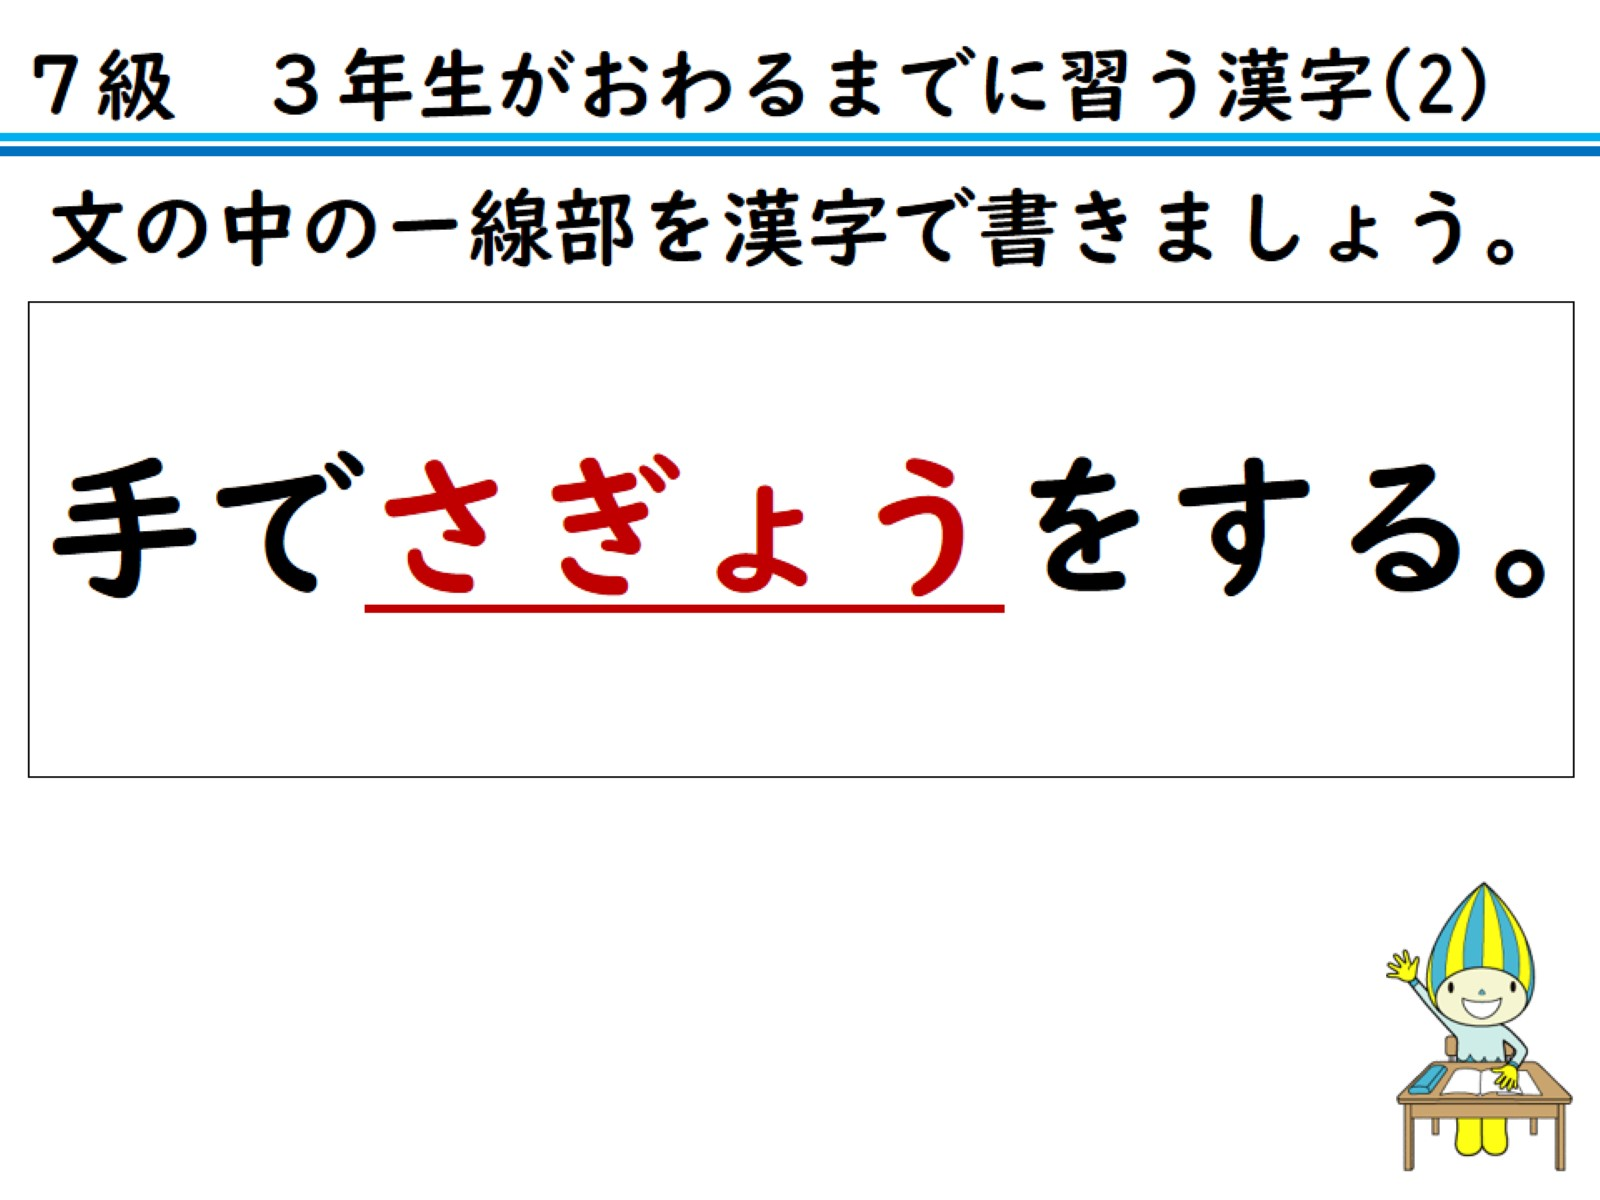 ７級　３年生がおわるまでに習う漢字(2)
文の中の一線部を漢字で書きましょう。
手でさぎょうをする。